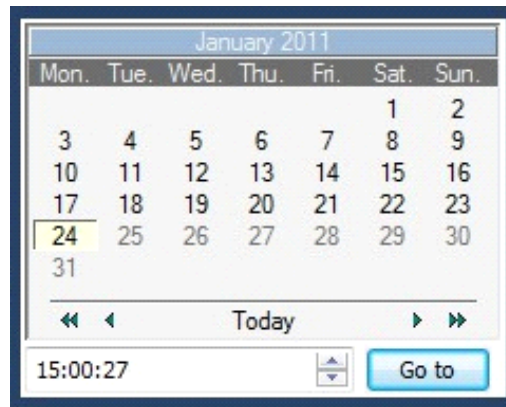 January 2011
Mon. Tue. Wed. Thu. Fri. Sat. Sun.
1 2
3 4 5 6 7 8 9
10 11 12 13 14 15 16
17 18 19 20 21 22 23
24 25 26 27 28 29 30
31
Today
15:00:27 Go to